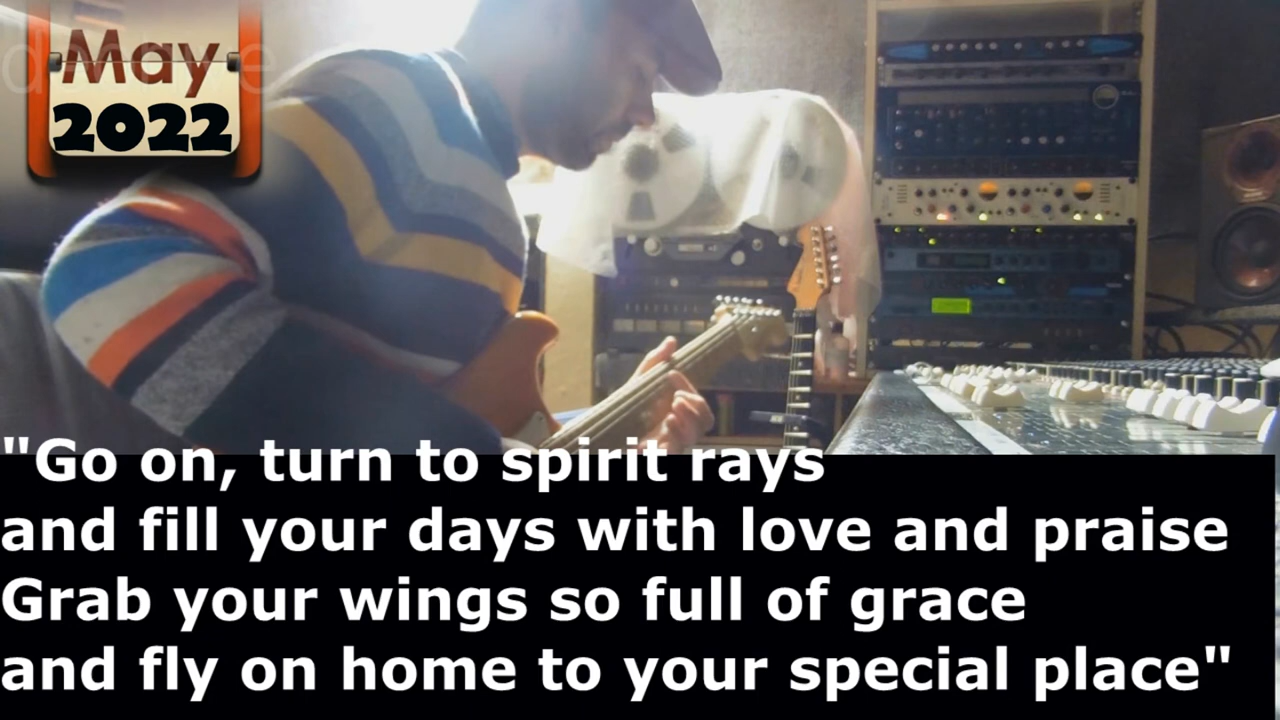 May
2022
"Go on, turn to spirit rays
and fill your days with love and praise
Grab your wings so full of grace
and fly on home to your special place"